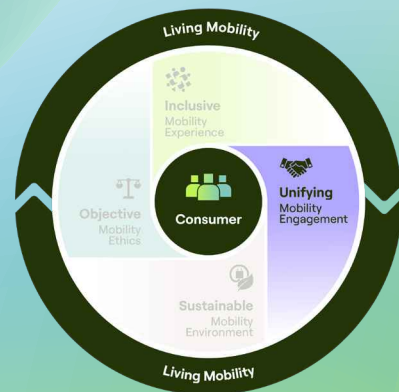 Living Mobility
Inclusive
Mobility
Experience
Unifying
Mobility
Engagement
Objective
Mobility
Ethics
Consumer
Sustainable
Mobility
Environment
Living Mobility